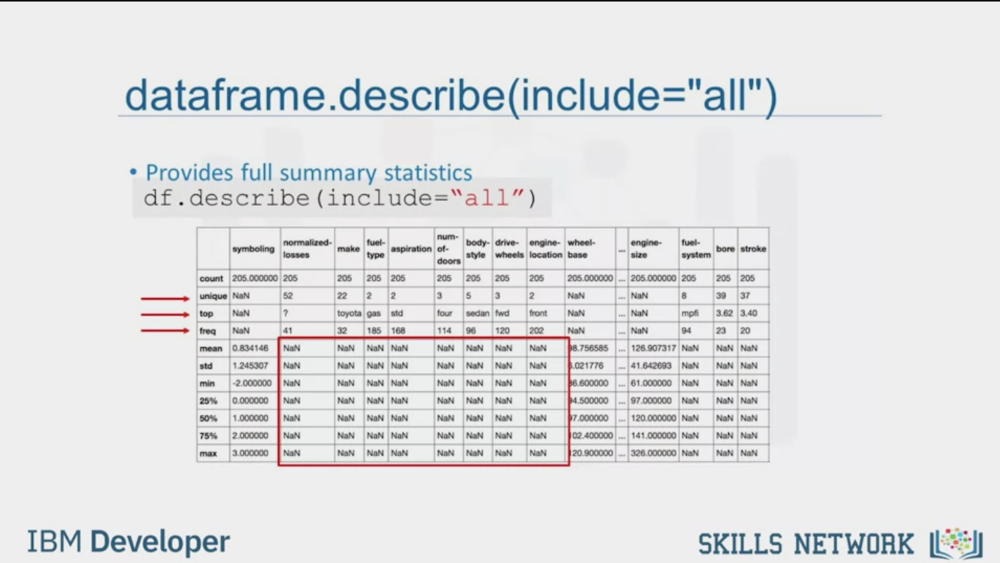 dataframe.describe(include="all")
• Provides full summary statistics
df.describe(include=“all”)
symboling normalized-losses make fuel-type aspiration num-of-doors body-style drive-wheels engine-location wheel-base ... engine-size fuel-system bore stroke
count 205.000000 205 205 205 205 205 205 205 205 205.000000 ... 205.000000 205 205 205
unique NaN 52 22 2 2 3 5 3 2 NaN ... NaN 8 39 37
top NaN ? toyota gas std four sedan fwd front NaN ... NaN mpfi 3.62 3.40
freq NaN 41 32 185 168 114 96 120 202 NaN ... NaN 94 23 20
mean 0.834146 NaN NaN NaN NaN NaN NaN NaN NaN 98.756585 ... 126.907317 NaN NaN NaN
std 1.245307 NaN NaN NaN NaN NaN NaN NaN NaN 6.021776 ... 41.642693 NaN NaN NaN
min -2.000000 NaN NaN NaN NaN NaN NaN NaN NaN 86.600000 ... 61.000000 NaN NaN NaN
25% 0.000000 NaN NaN NaN NaN NaN NaN NaN NaN 94.500000 ... 97.000000 NaN NaN NaN
50% 1.000000 NaN NaN NaN NaN NaN NaN NaN NaN 97.000000 ... 120.000000 NaN NaN NaN
75% 2.000000 NaN NaN NaN NaN NaN NaN NaN NaN 102.400000 ... 141.000000 NaN NaN NaN
max 3.000000 NaN NaN NaN NaN NaN NaN NaN NaN 120.900000 ... 326.000000 NaN NaN NaN
IBM Developer
SKILLS NETWORK